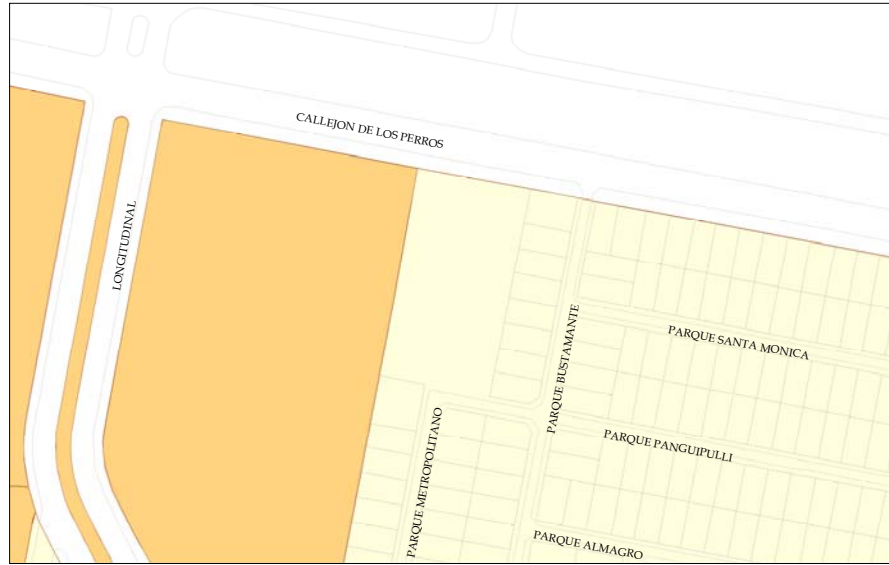 CALLEJON DE LOS PERROS
LONGITUDINAL
PARQUE BUSTAMANTE
PARQUE SANTA MONICA
PARQUE METROPOLITANO
PARQUE PANGUIPULLI
PARQUE ALMAGRO